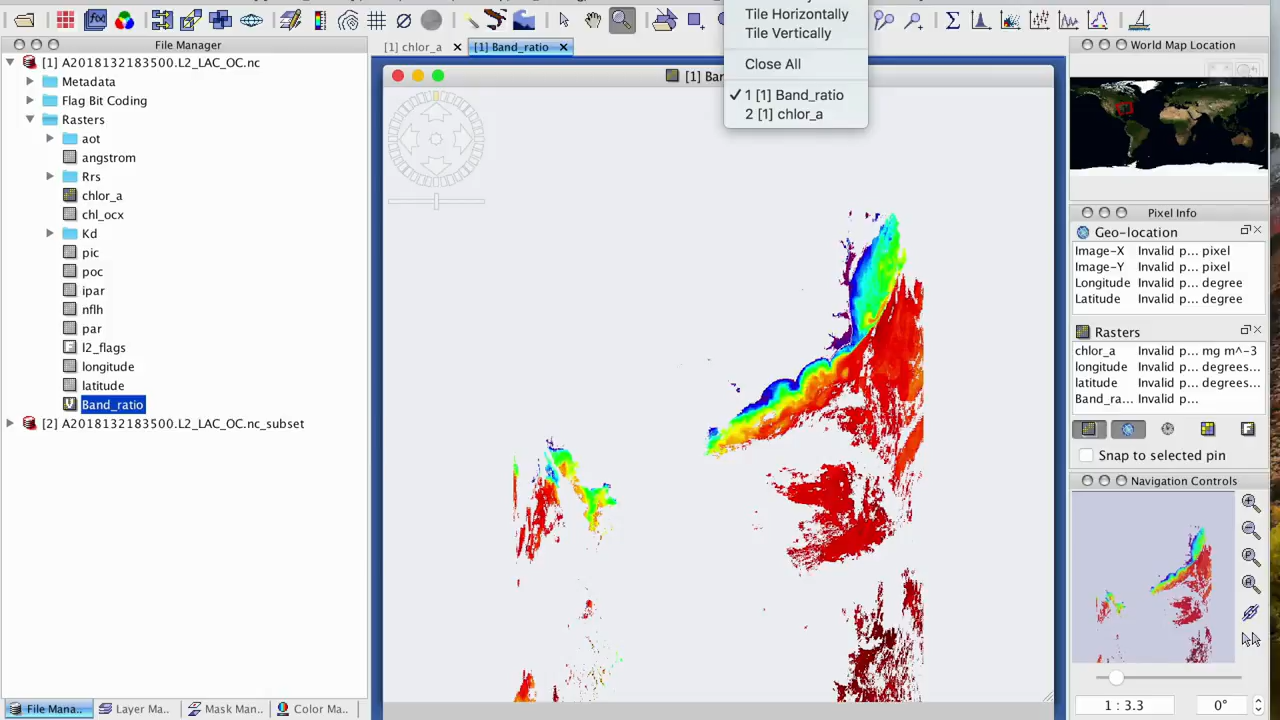 Tile Horizontally
Tile Vertically
Close All
✓ 1 [1] Band_ratio
2 [1] chlor_a
File Manager
[1] chlor_a
[1] Band_ratio
World Map Location
[1] A2018132183500.L2_LAC_OC.nc
Metadata
Flag Bit Coding
Rasters
aot
angstrom
Rrs
chlor_a
chl_ocx
Kd
pic
poc
ipar
nflh
par
l2_flags
longitude
latitude
Band_ratio
[2] A2018132183500.L2_LAC_OC.nc_subset
[1] Ba
Pixel Info
Geo-location
Image-X Invalid p... pixel
Image-Y Invalid p... pixel
Longitude Invalid p... degree
Latitude Invalid p... degree
Rasters
chlor_a Invalid p... mg m^-3
longitude Invalid p... degrees...
latitude Invalid p... degrees...
Band_ra... Invalid p...
Snap to selected pin
Navigation Controls
1 : 3.3
0°
File Mana...
Layer Ma...
Mask Man...
Color Ma...